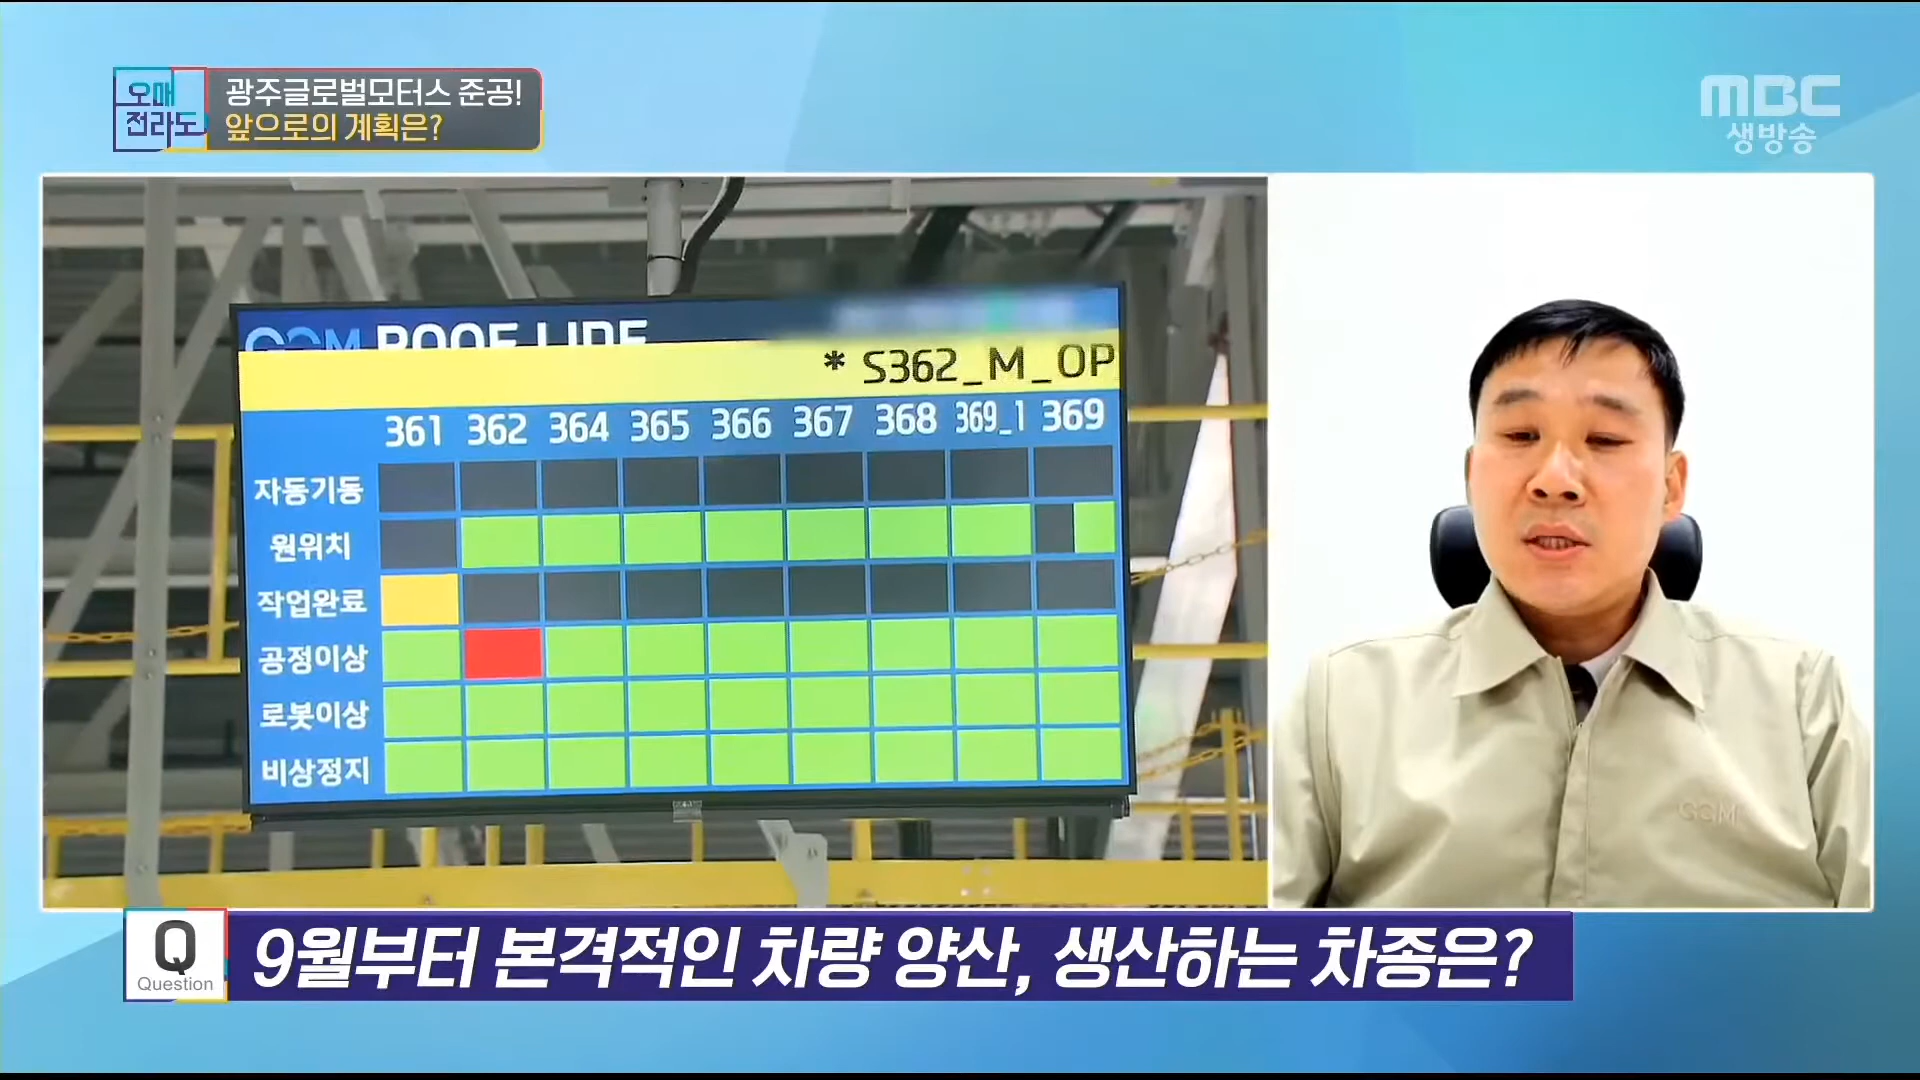 오매
전라도
광주글로벌모터스 준공!
앞으로의 계획은?
MBC
생방송
GGM ROOF LINE
* S362_M_OP
361 362 364 365 366 367 368 369_1 369
자동기동
원위치
작업완료
공정이상
로봇이상
비상정지
GGM
Q
Question
9월부터 본격적인 차량 양산, 생산하는 차종은?